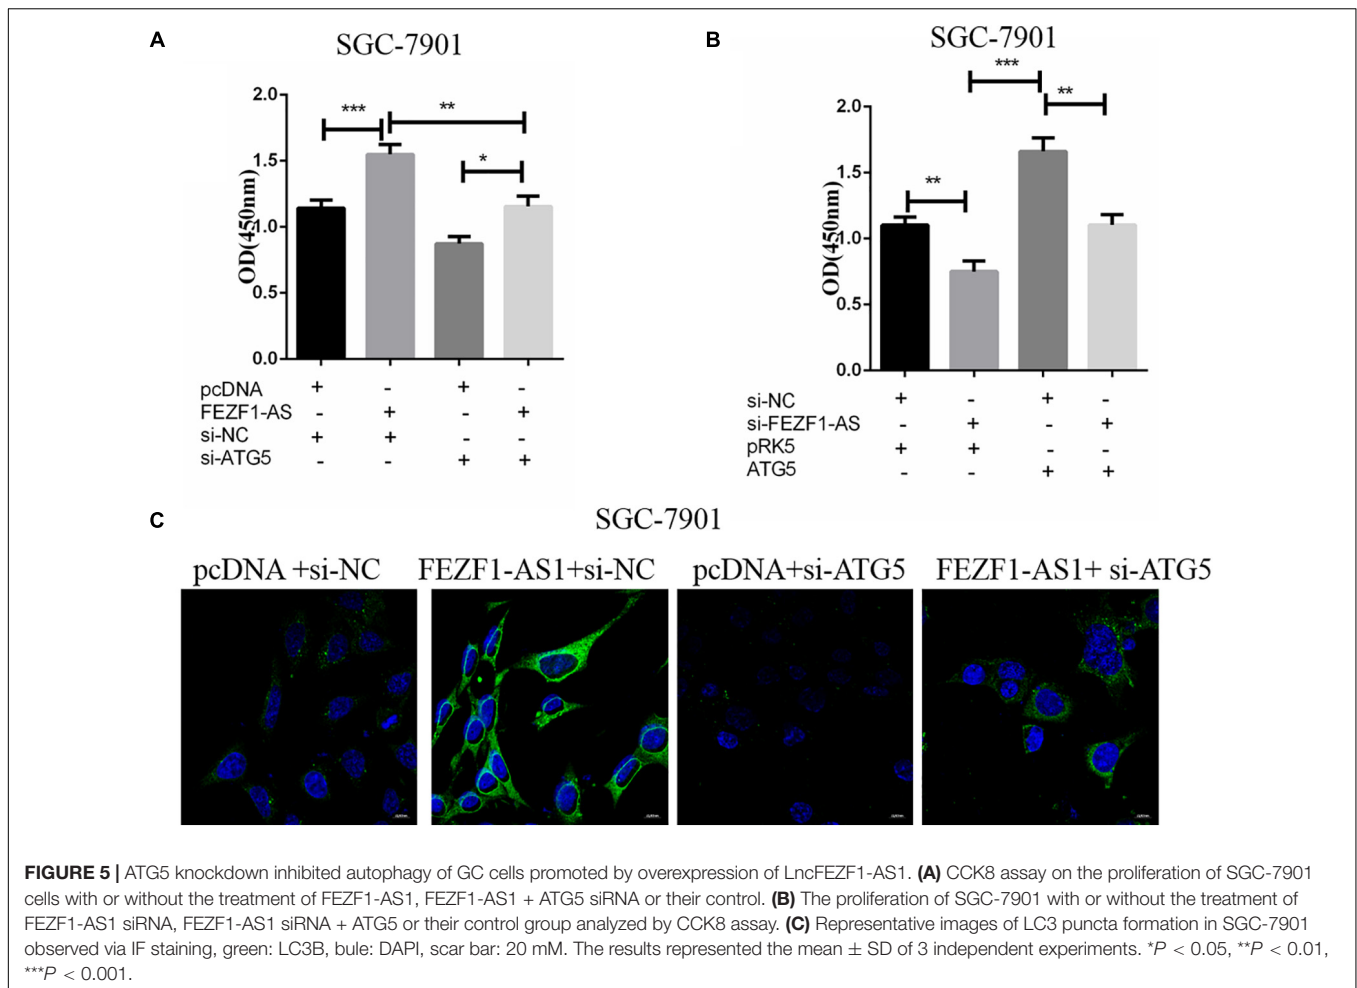 A
SGC-7901
2.0
1.5
1.0
0.5
0.0
OD(450nm)
***
**
*
pcDNA + - + -
FEZF1-AS - + - +
si-NC + + - -
si-ATG5 - - + +
B
SGC-7901
2.0
1.5
1.0
0.5
0.0
OD(450nm)
***
**
**
si-NC + - + -
si-FEZF1-AS - + - +
pRK5 + + - -
ATG5 - - + +
C
SGC-7901
pcDNA +si-NC FEZF1-AS1+si-NC pcDNA+si-ATG5 FEZF1-AS1+ si-ATG5
FIGURE 5 | ATG5 knockdown inhibited autophagy of GC cells promoted by overexpression of LncFEZF1-AS1. (A) CCK8 assay on the proliferation of SGC-7901
cells with or without the treatment of FEZF1-AS1, FEZF1-AS1 + ATG5 siRNA or their control. (B) The proliferation of SGC-7901 with or without the treatment of
FEZF1-AS1 siRNA, FEZF1-AS1 siRNA + ATG5 or their control group analyzed by CCK8 assay. (C) Representative images of LC3 puncta formation in SGC-7901
observed via IF staining, green: LC3B, bule: DAPI, scar bar: 20 mM. The results represented the mean ± SD of 3 independent experiments. *P < 0.05, **P < 0.01,
***P < 0.001.